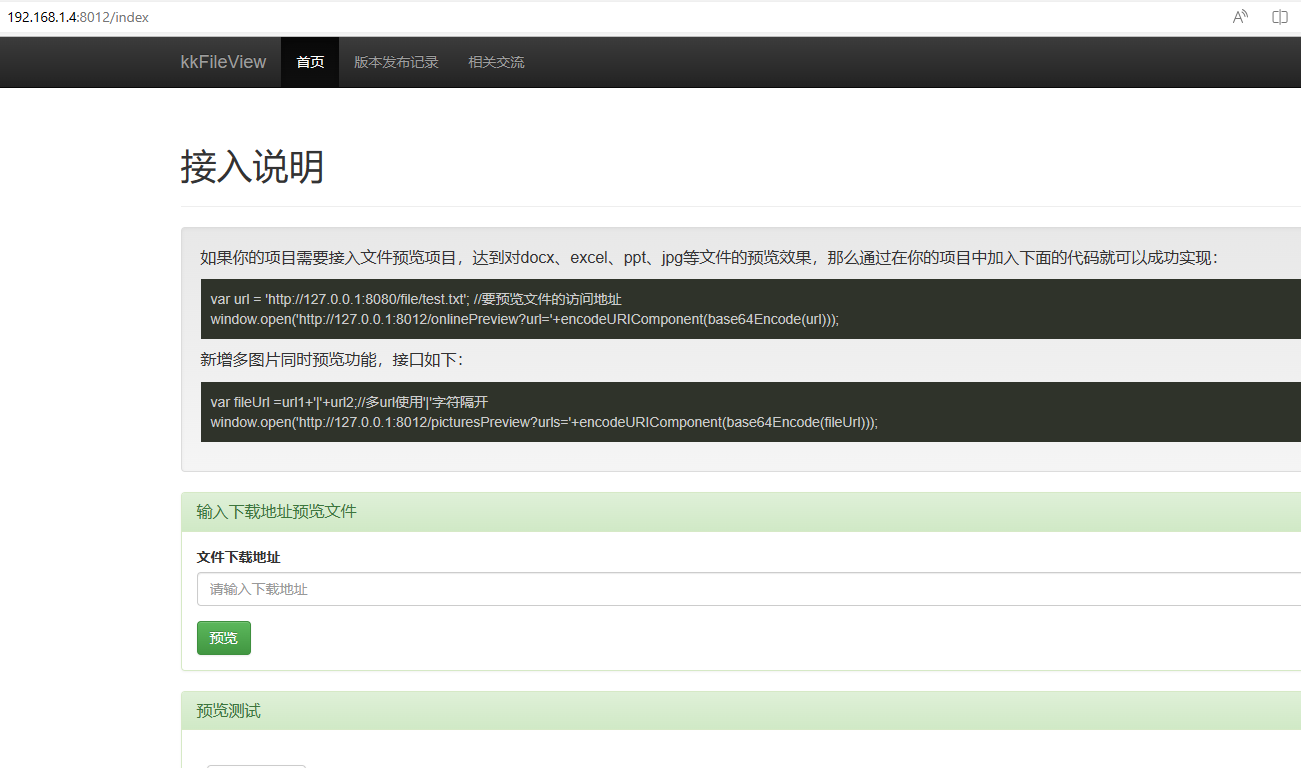 192.168.1.4:8012/index
kkFileView 首页 版本发布记录 相关交流
接入说明
如果你的项目需要接入文件预览项目，达到对docx、excel、ppt、jpg等文件的预览效果，那么通过在你的项目中加入下面的代码就可以成功实现：
var url = 'http://127.0.0.1:8080/file/test.txt'; //要预览文件的访问地址
window.open('http://127.0.0.1:8012/onlinePreview?url='+encodeURIComponent(base64Encode(url)));
新增多图片同时预览功能，接口如下：
var fileUrl =url1+'|'+url2;//多url使用'|'字符隔开
window.open('http://127.0.0.1:8012/picturesPreview?urls='+encodeURIComponent(base64Encode(fileUrl)));
输入下载地址预览文件
文件下载地址
请输入下载地址
预览
预览测试